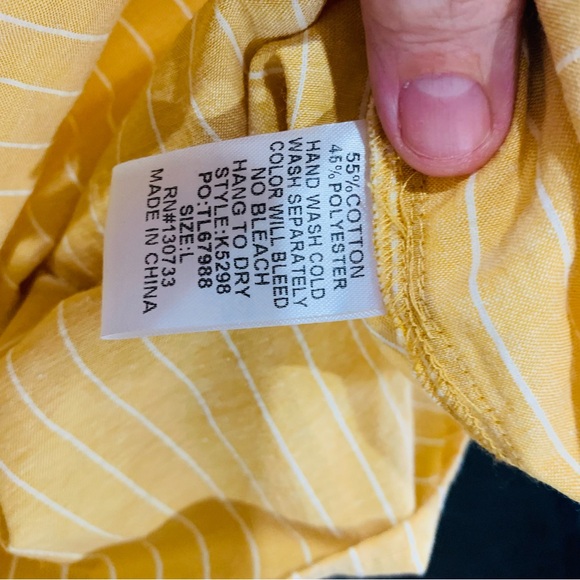 55%COTTON
45%POLYESTER
HAND WASH COLD
WASH SEPARATELY
COLOR WILL BLEED
NO BLEACH
HANG TO DRY
STYLE:K5298
PO:TL67988
SIZE:L
RN#130733
MADE IN CHINA